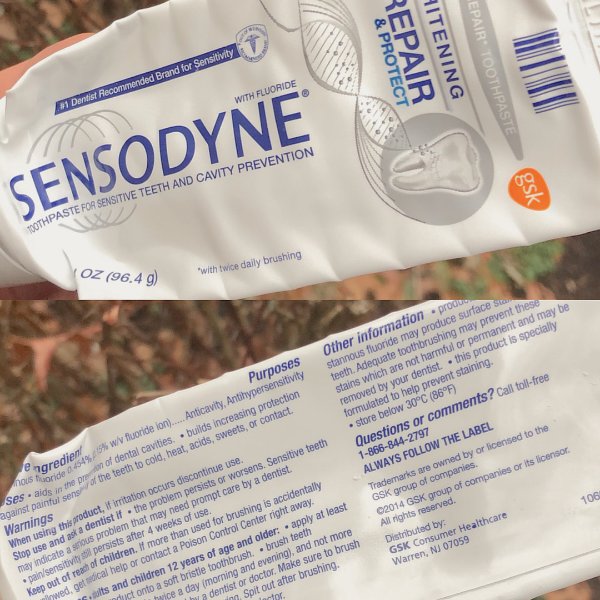 #1 Dentist Recommended Brand for Sensitivity
WITH FLUORIDE
SENSODYNE®
TOOTHPASTE FOR SENSITIVE TEETH AND CAVITY PREVENTION
OZ (96.4 g)
*with twice daily brushing
REPAIR
& PROTECT
TOOTHPASTE
gsk
Purposes
fluoride ion).....Anticavity, Antihypersensitivity
• aids in the of dental cavities. • builds increasing protection
against painful of the teeth to cold, heat, acids, sweets, or contact.
Warnings
When using this product, if irritation occurs discontinue use.
Stop use and ask a dentist if • the problem persists or worsens. Sensitive teeth
may indicate a serious problem that may need prompt care by a dentist.
• pain/sensitivity still persists after 4 weeks of use.
Keep out of reach of children. If more than used for brushing is accidentally
get medical help or contact a Poison Control Center right away.
and children 12 years of age and older: • apply at least
onto a soft bristle toothbrush. • brush teeth
twice a day (morning and evening), and not more
by a dentist or doctor. Make sure to brush
Spit out after brushing.
Other information •
stannous fluoride may produce surface
teeth. Adequate toothbrushing may prevent these
stains which are not harmful or permanent and may be
removed by your dentist. • this product is specially
formulated to help prevent staining.
• store below 30°C (86°F)
Questions or comments? Call toll-free
1-866-844-2797
ALWAYS FOLLOW THE LABEL
Trademarks are owned by or licensed to the
GSK group of companies.
©2014 GSK group of companies or its licensor.
All rights reserved.
Distributed by:
GSK Consumer Healthcare
Warren, NJ 07059
106